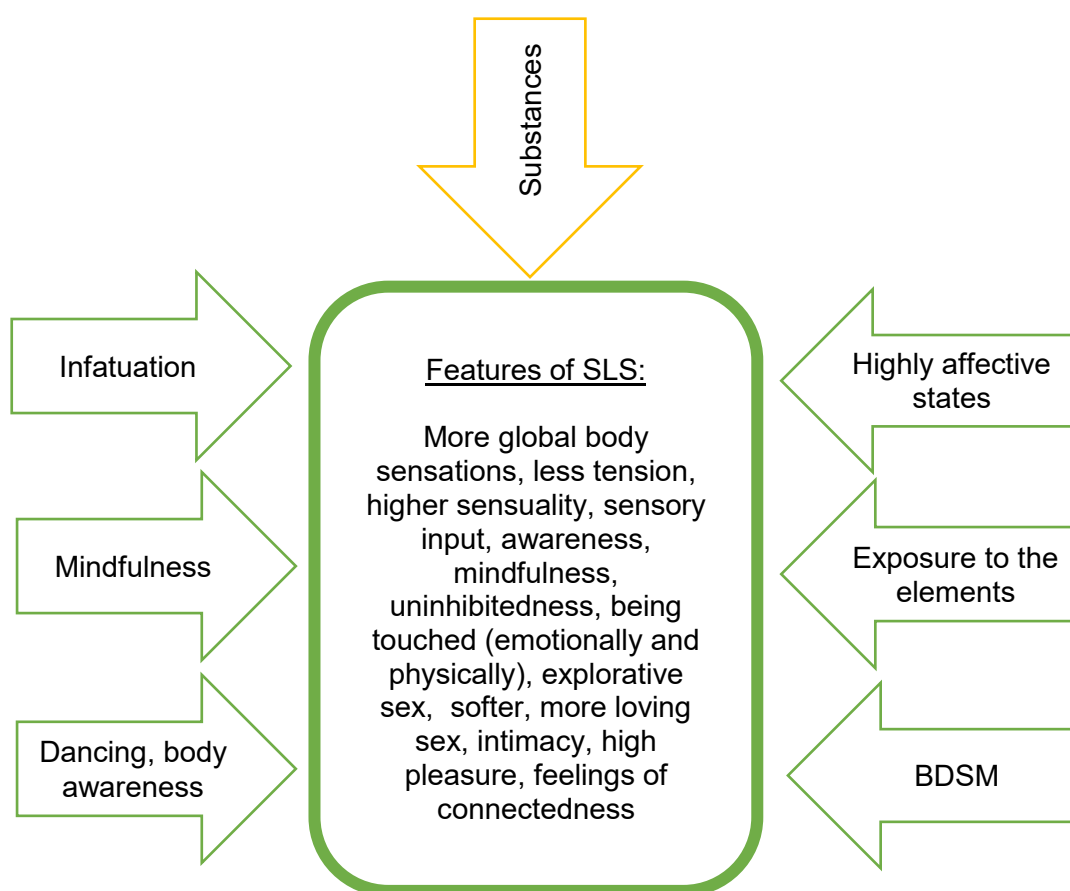 Substances
Infatuation
Mindfulness
Dancing, body
awareness
Features of SLS:
More global body
sensations, less tension,
higher sensuality, sensory
input, awareness,
mindfulness,
uninhibitedness, being
touched (emotionally and
physically), explorative
sex,  softer, more loving
sex, intimacy, high
pleasure, feelings of
connectedness
Highly affective
states
Exposure to the
elements
BDSM